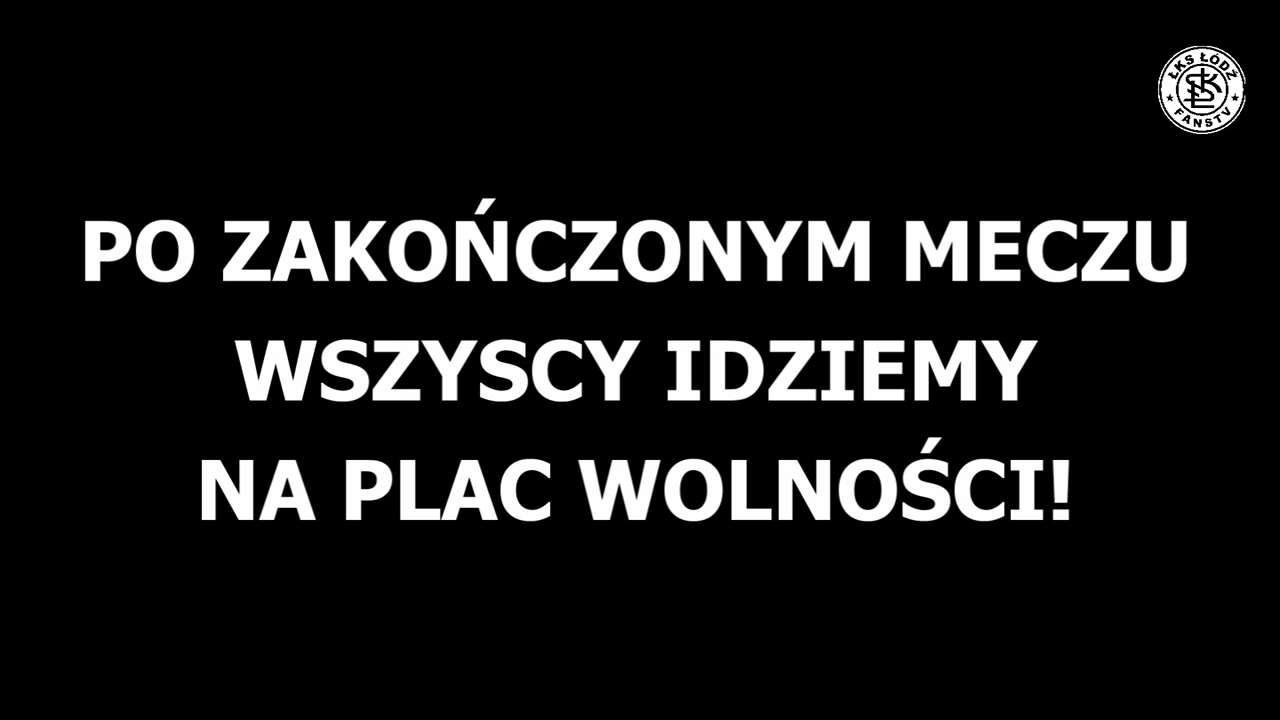 ŁKS ŁÓDŹ
FANSTV
PO ZAKOŃCZONYM MECZU
WSZYSCY IDZIEMY
NA PLAC WOLNOŚCI!